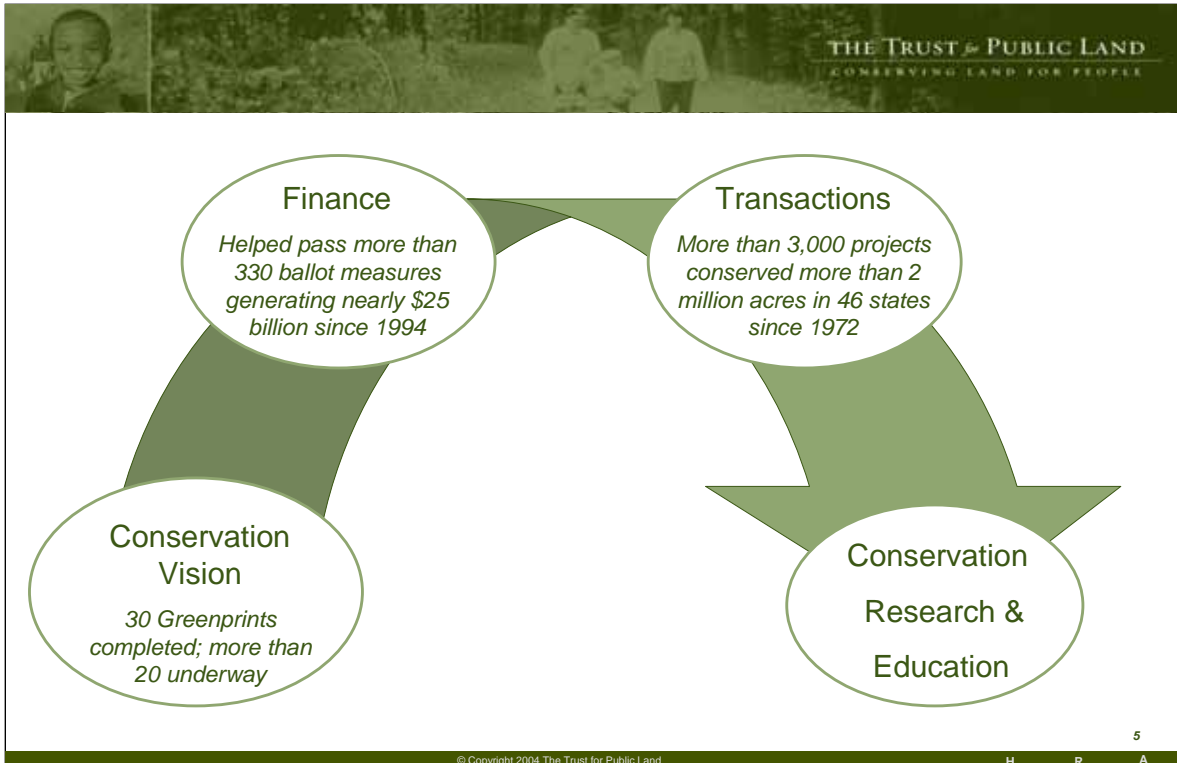 THE TRUST for PUBLIC LAND
CONSERVING LAND FOR PEOPLE
Finance
Helped pass more than
330 ballot measures
generating nearly $25
billion since 1994
Transactions
More than 3,000 projects
conserved more than 2
million acres in 46 states
since 1972
Conservation
Vision
30 Greenprints
completed; more than
20 underway
Conservation
Research &
Education
5
© Copyright 2004 The Trust for Public Land
H R A